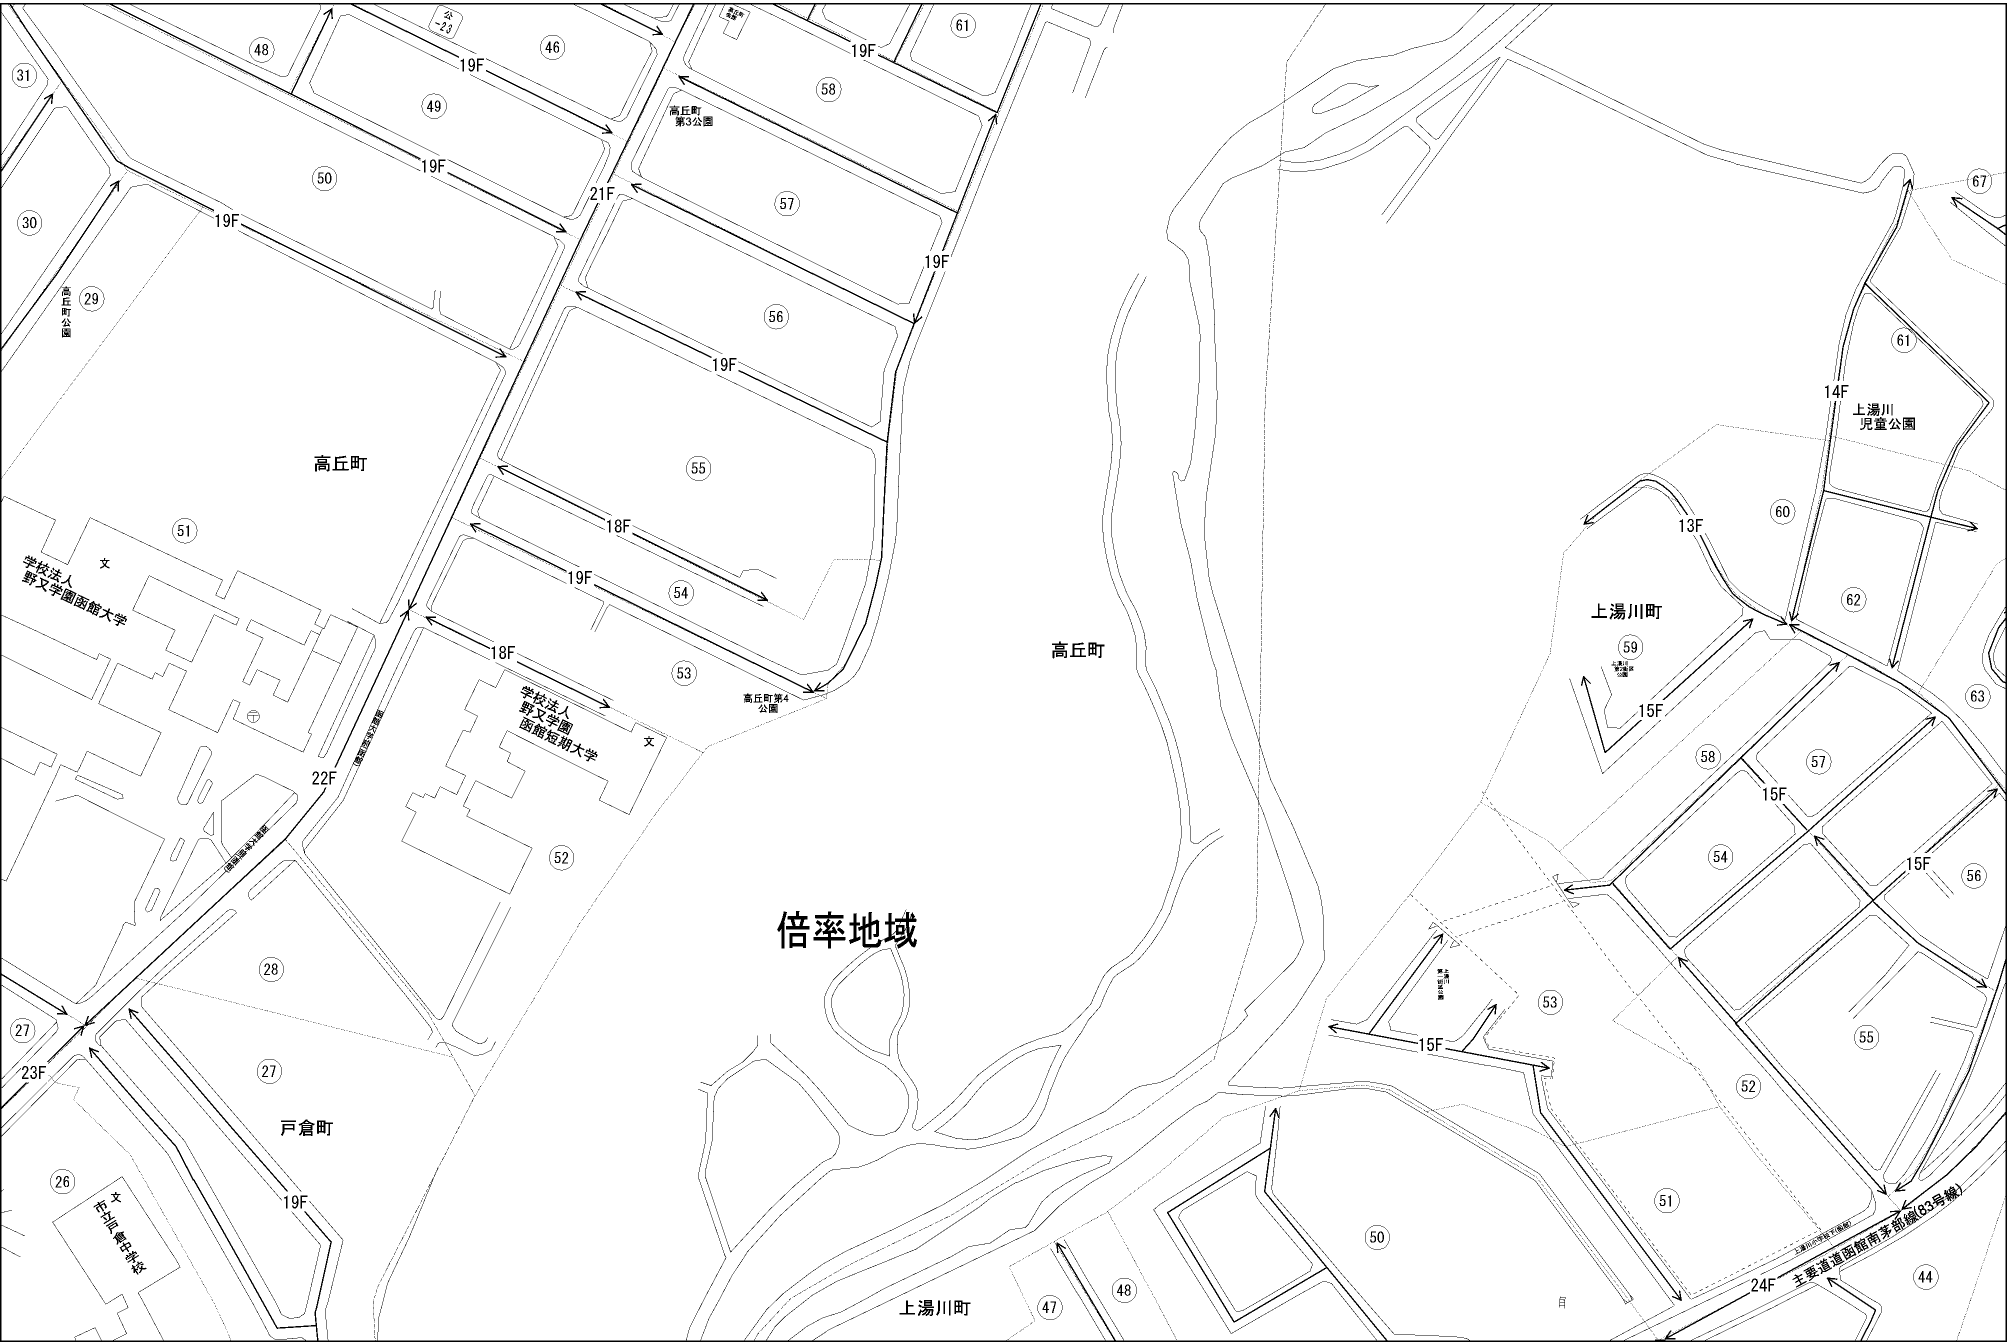 公
-23
46
48
31
19F
49
58
19F
61
高丘町
第3公園
50
19F
57
21F
30
19F
29
高丘町公園
56
19F
67
61
14F
19F
55
高丘町
上湯川
児童公園
51
18F
60
13F
文
学校法人
野又学園函館大学
19F
54
62
上湯川町
59
18F
53
高丘町
高丘町第4
公園
学校法人
野又学園
函館短期大学
文
15F
63
22F
58
57
15F
52
54
15F
56
倍率地域
28
53
27
23F
15F
55
27
52
戸倉町
26
文
市立戸倉中学校
19F
51
50
主要道道函館南茅部線(83号線)
24F
44
48
47
上湯川町